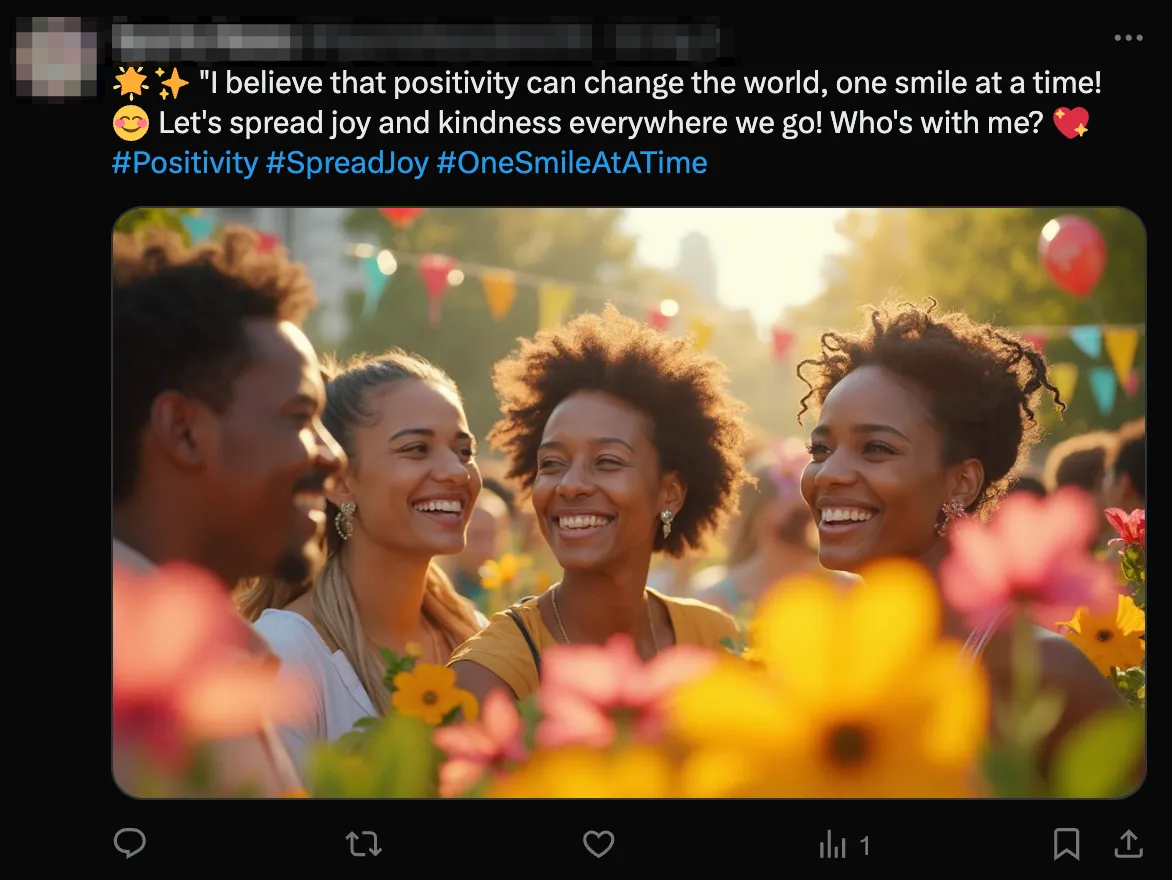 🌟✨ "I believe that positivity can change the world, one smile at a time!
😊 Let's spread joy and kindness everywhere we go! Who's with me? 💖
#Positivity #SpreadJoy #OneSmileAtATime
1